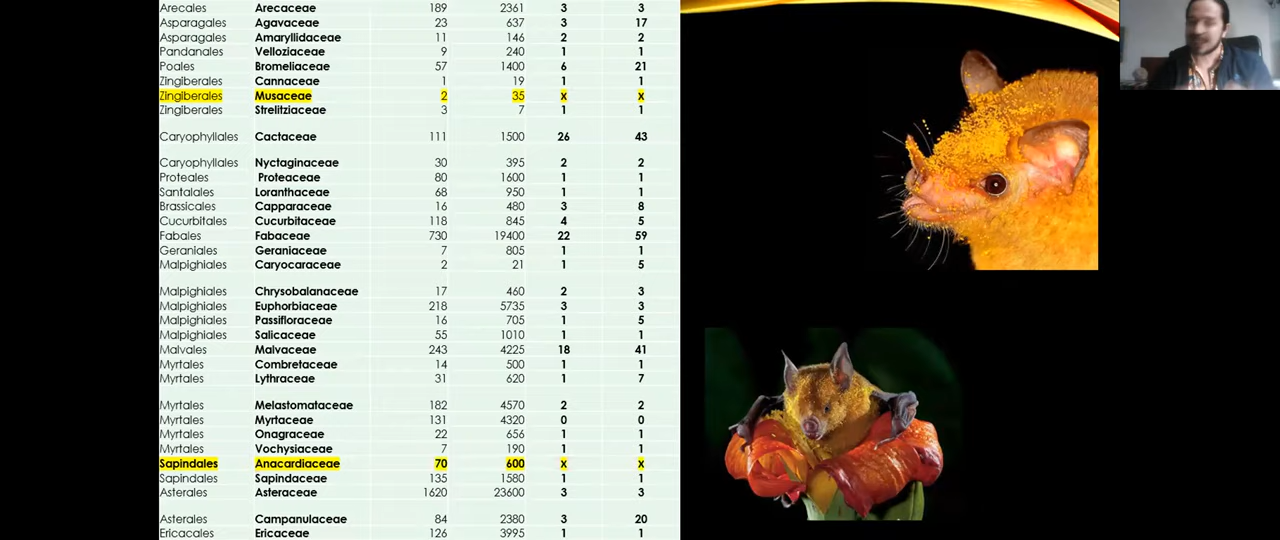 Arecales Arecaceae 189 2361 3 3
Asparagales Agavaceae 23 637 3 17
Asparagales Amaryllidaceae 11 146 2 2
Pandanales Velloziaceae 9 240 1 1
Poales Bromeliaceae 57 1400 6 21
Zingiberales Cannaceae 1 19 1 1
Zingiberales Musaceae 2 35 x x
Zingiberales Strelitziaceae 3 7 1 1
Caryophyllales Cactaceae 111 1500 26 43
Caryophyllales Nyctaginaceae 30 395 2 2
Proteales Proteaceae 80 1600 1 1
Santalales Loranthaceae 68 950 1 1
Brassicales Capparaceae 16 480 3 8
Cucurbitales Cucurbitaceae 118 845 4 5
Fabales Fabaceae 730 19400 22 59
Geraniales Geraniaceae 7 805 1 1
Malpighiales Caryocaraceae 2 21 1 5
Malpighiales Chrysobalanaceae 17 460 2 3
Malpighiales Euphorbiaceae 218 5735 3 3
Malpighiales Passifloraceae 16 705 1 5
Malpighiales Salicaceae 55 1010 1 1
Malvales Malvaceae 243 4225 18 41
Myrtales Combretaceae 14 500 1 1
Myrtales Lythraceae 31 620 1 7
Myrtales Melastomataceae 182 4570 2 2
Myrtales Myrtaceae 131 4320 0 0
Myrtales Onagraceae 22 656 1 1
Myrtales Vochysiaceae 7 190 1 1
Sapindales Anacardiaceae 70 600 x x
Sapindales Sapindaceae 135 1580 1 1
Asterales Asteraceae 1620 23600 3 3
Asterales Campanulaceae 84 2380 3 20
Ericacales Ericaceae 126 3995 1 1